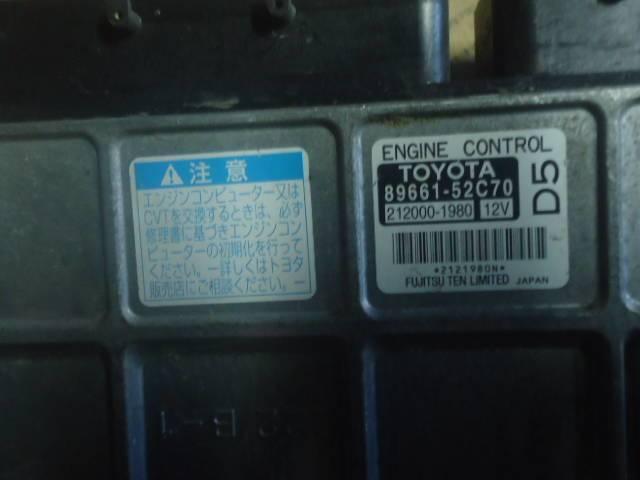 注意
エンジンコンピューター又は
CVTを交換するときは、必ず
修理書に基づきエンジンコン
ピューターの初期化を行って
ください。－詳しくはトヨタ
販売店にご相談ください。－
ENGINE CONTROL
TOYOTA
89661-52C70
212000-1980 12V
D5
*2121980N*
FUJITSU TEN LIMITED JAPAN
B-1